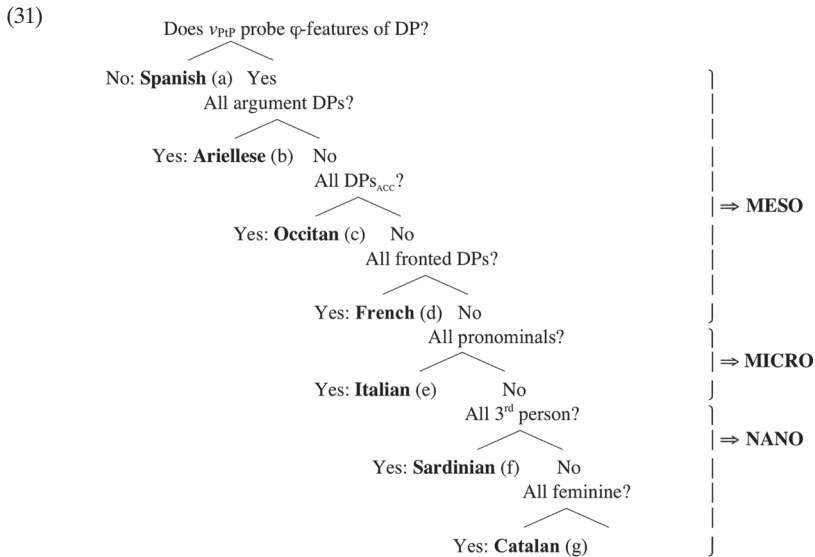 (31)
Does vPtP probe φ-features of DP?
No: Spanish (a) Yes
All argument DPs?
Yes: Ariellese (b) No
All DPsACC?
⇒ MESO
Yes: Occitan (c) No
All fronted DPs?
Yes: French (d) No
All pronominals?
⇒ MICRO
Yes: Italian (e) No
All 3rd person?
⇒ NANO
Yes: Sardinian (f) No
All feminine?
Yes: Catalan (g)